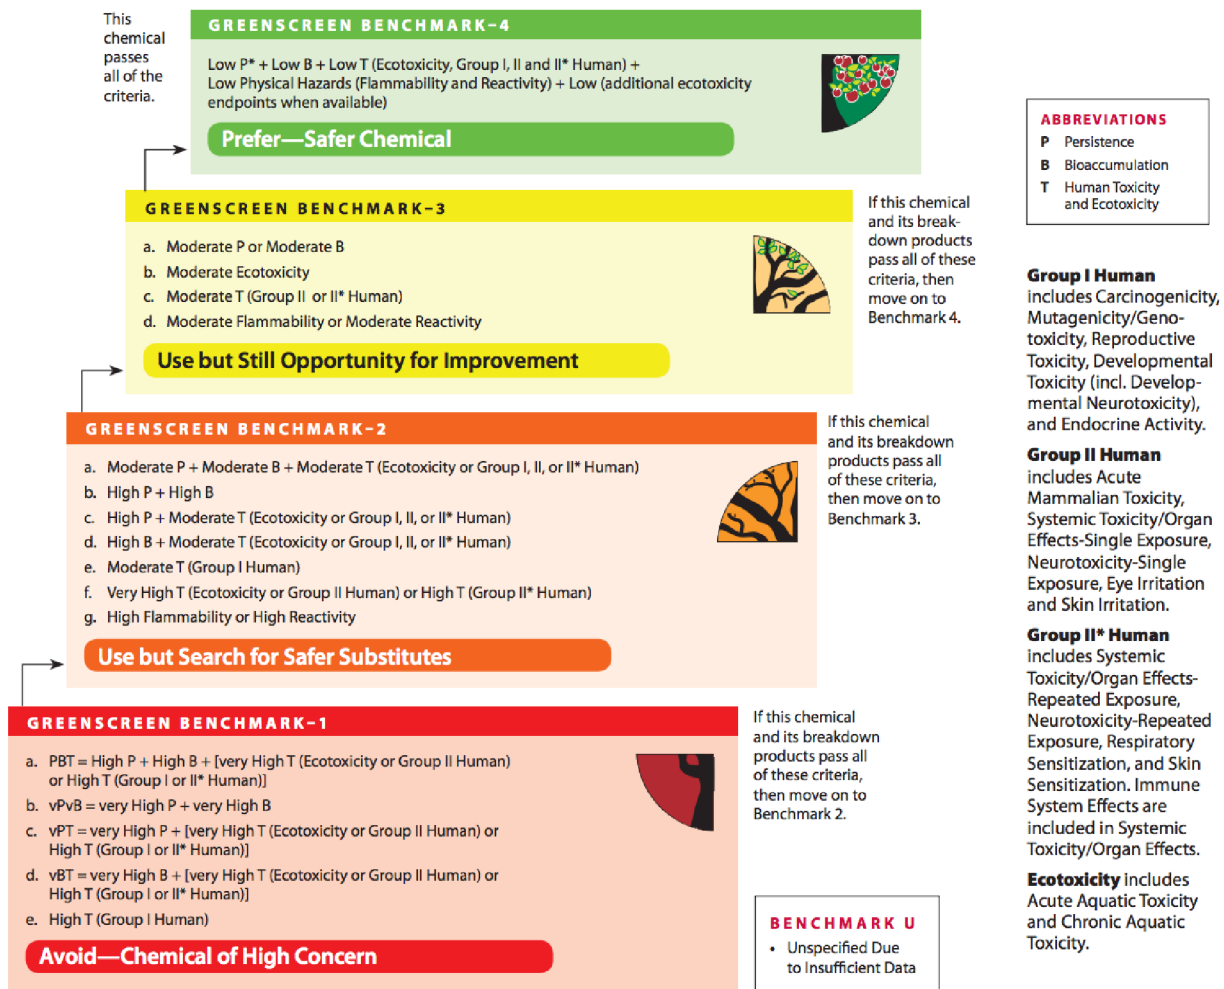 This
chemical
passes
all of the
criteria.
GREENSCREEN BENCHMARK–4
Low P* + Low B + Low T (Ecotoxicity, Group I, II and II* Human) +
Low Physical Hazards (Flammability and Reactivity) + Low (additional ecotoxicity
endpoints when available)
Prefer—Safer Chemical
GREENSCREEN BENCHMARK–3
a. Moderate P or Moderate B
b. Moderate Ecotoxicity
c. Moderate T (Group II or II* Human)
d. Moderate Flammability or Moderate Reactivity
Use but Still Opportunity for Improvement
If this chemical
and its break-
down products
pass all of these
criteria, then
move on to
Benchmark 4.
GREENSCREEN BENCHMARK–2
a. Moderate P + Moderate B + Moderate T (Ecotoxicity or Group I, II, or II* Human)
b. High P + High B
c. High P + Moderate T (Ecotoxicity or Group I, II, or II* Human)
d. High B + Moderate T (Ecotoxicity or Group I, II, or II* Human)
e. Moderate T (Group I Human)
f. Very High T (Ecotoxicity or Group II Human) or High T (Group II* Human)
g. High Flammability or High Reactivity
Use but Search for Safer Substitutes
If this chemical
and its breakdown
products pass all
of these criteria,
then move on to
Benchmark 3.
GREENSCREEN BENCHMARK–1
a. PBT = High P + High B + [very High T (Ecotoxicity or Group II Human)
or High T (Group I or II* Human)]
b. vPvB = very High P + very High B
c. vPT = very High P + [very High T (Ecotoxicity or Group II Human) or
High T (Group I or II* Human)]
d. vBT = very High B + [very High T (Ecotoxicity or Group II Human) or
High T (Group I or II* Human)]
e. High T (Group I Human)
Avoid—Chemical of High Concern
If this chemical
and its breakdown
products pass all
of these criteria,
then move on to
Benchmark 2.
BENCHMARK U
• Unspecified Due
to Insufficient Data
ABBREVIATIONS
P Persistence
B Bioaccumulation
T Human Toxicity
and Ecotoxicity
Group I Human
includes Carcinogenicity,
Mutagenicity/Geno-
toxicity, Reproductive
Toxicity, Developmental
Toxicity (incl. Develop-
mental Neurotoxicity),
and Endocrine Activity.
Group II Human
includes Acute
Mammalian Toxicity,
Systemic Toxicity/Organ
Effects-Single Exposure,
Neurotoxicity-Single
Exposure, Eye Irritation
and Skin Irritation.
Group II* Human
includes Systemic
Toxicity/Organ Effects-
Repeated Exposure,
Neurotoxicity-Repeated
Exposure, Respiratory
Sensitization, and Skin
Sensitization. Immune
System Effects are
included in Systemic
Toxicity/Organ Effects.
Ecotoxicity includes
Acute Aquatic Toxicity
and Chronic Aquatic
Toxicity.